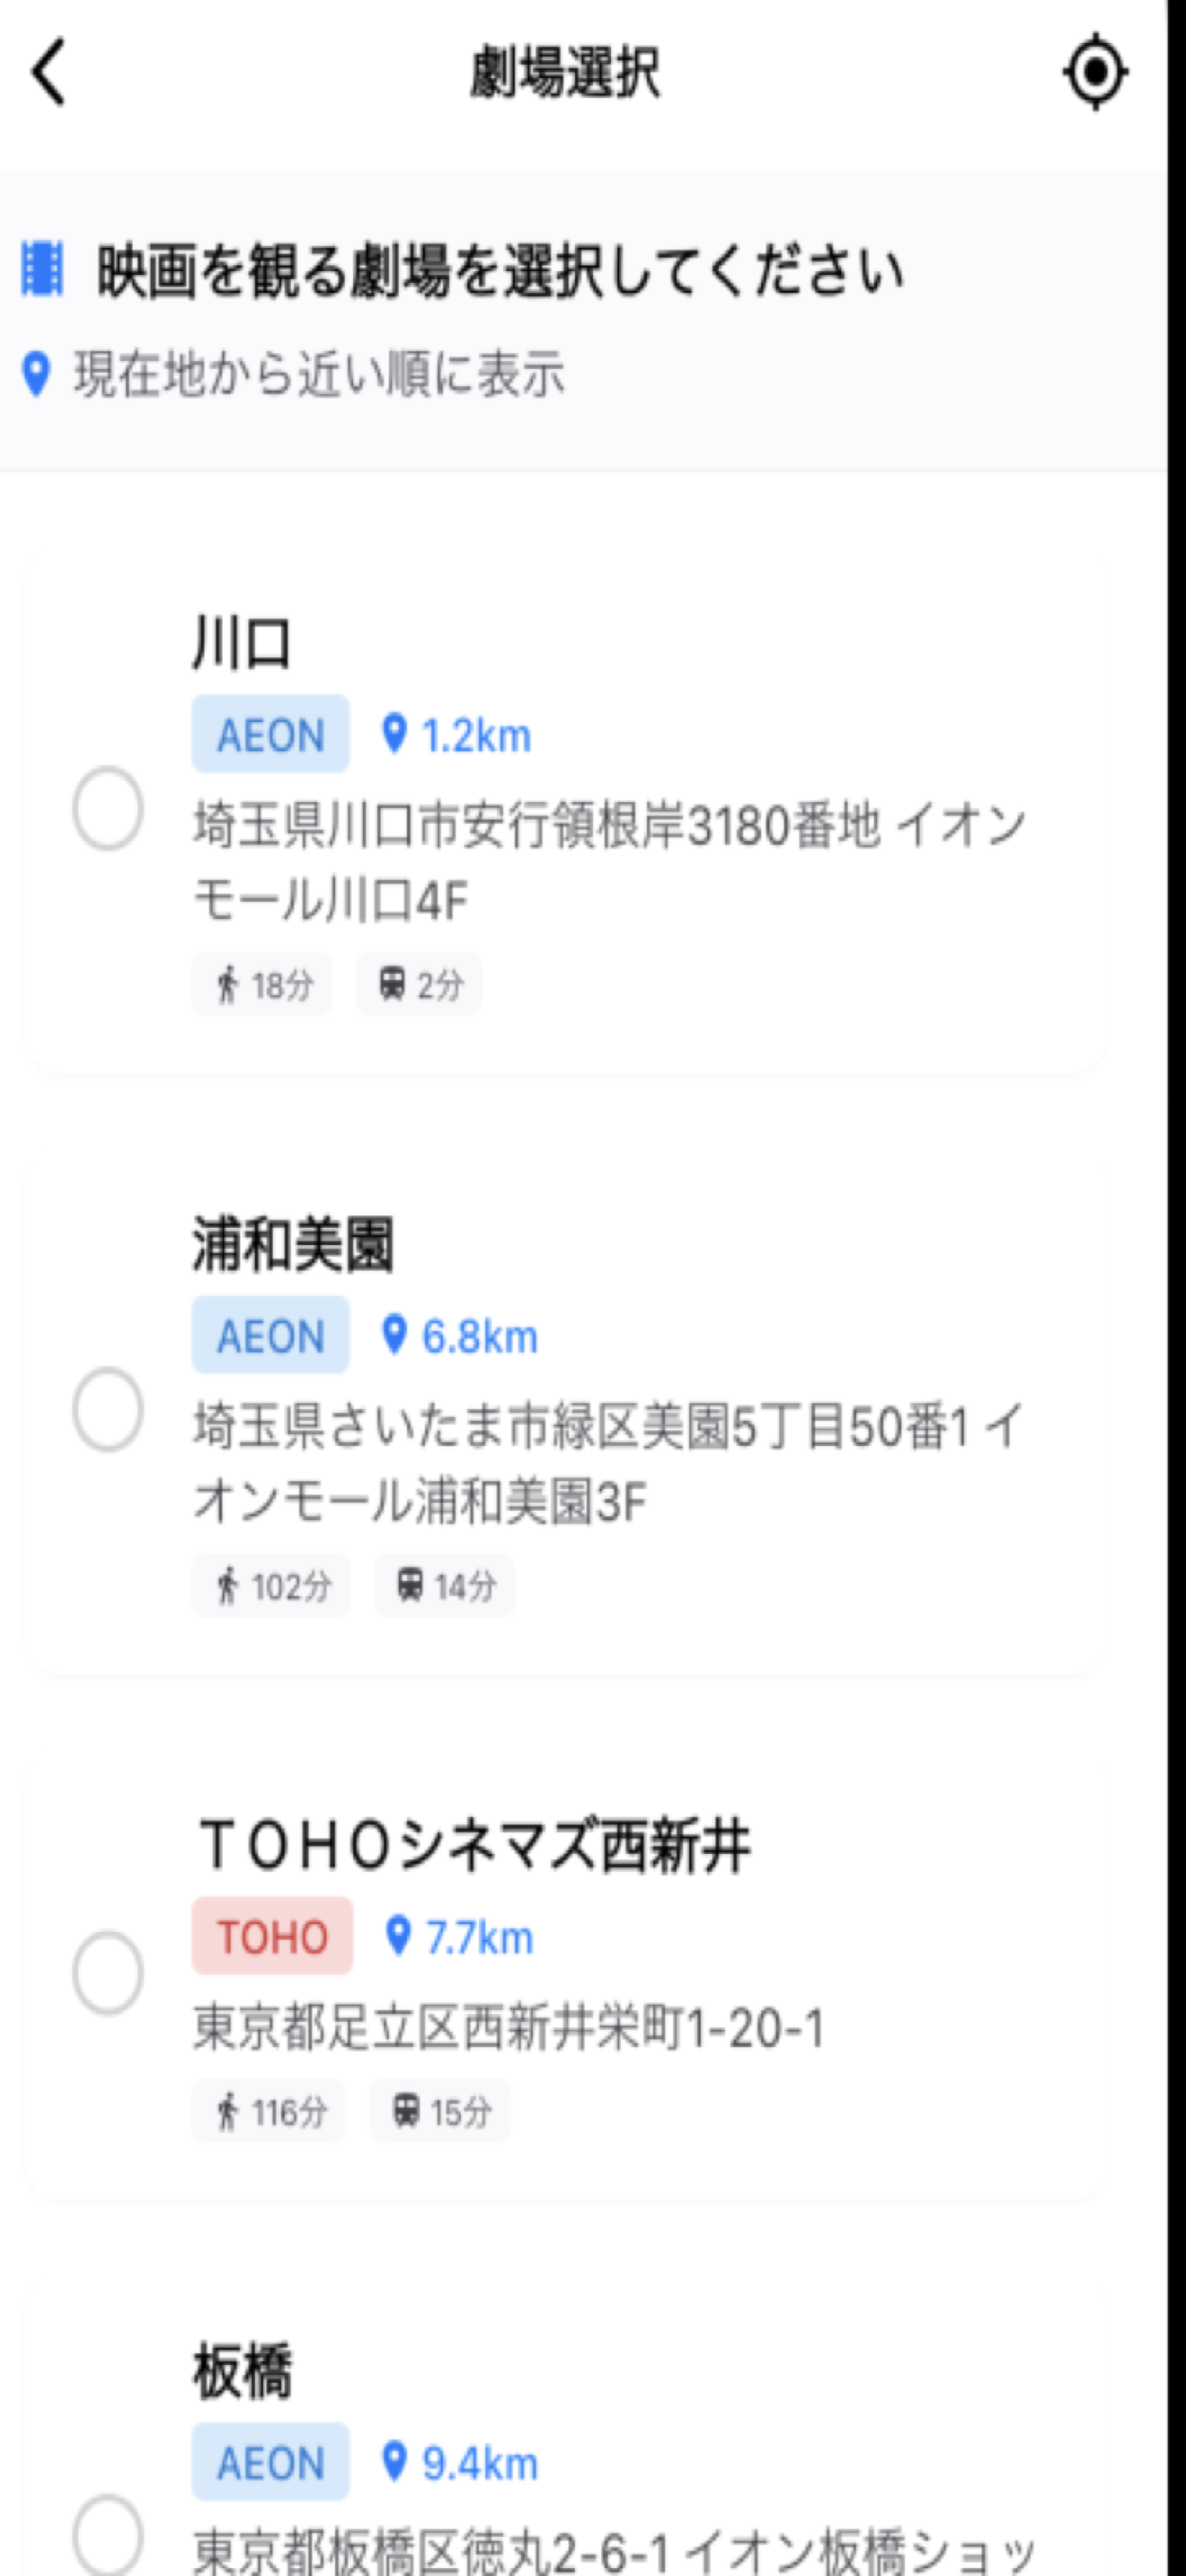 劇場選択
映画を観る劇場を選択してください
現在地から近い順に表示
川口
AEON 1.2km
埼玉県川口市安行領根岸3180番地 イオン
モール川口4F
18分 2分
浦和美園
AEON 6.8km
埼玉県さいたま市緑区美園5丁目50番1 イ
オンモール浦和美園3F
102分 14分
ＴＯＨＯシネマズ西新井
TOHO 7.7km
東京都足立区西新井栄町1-20-1
116分 15分
板橋
AEON 9.4km
東京都板橋区徳丸2-6-1 イオン板橋ショッ